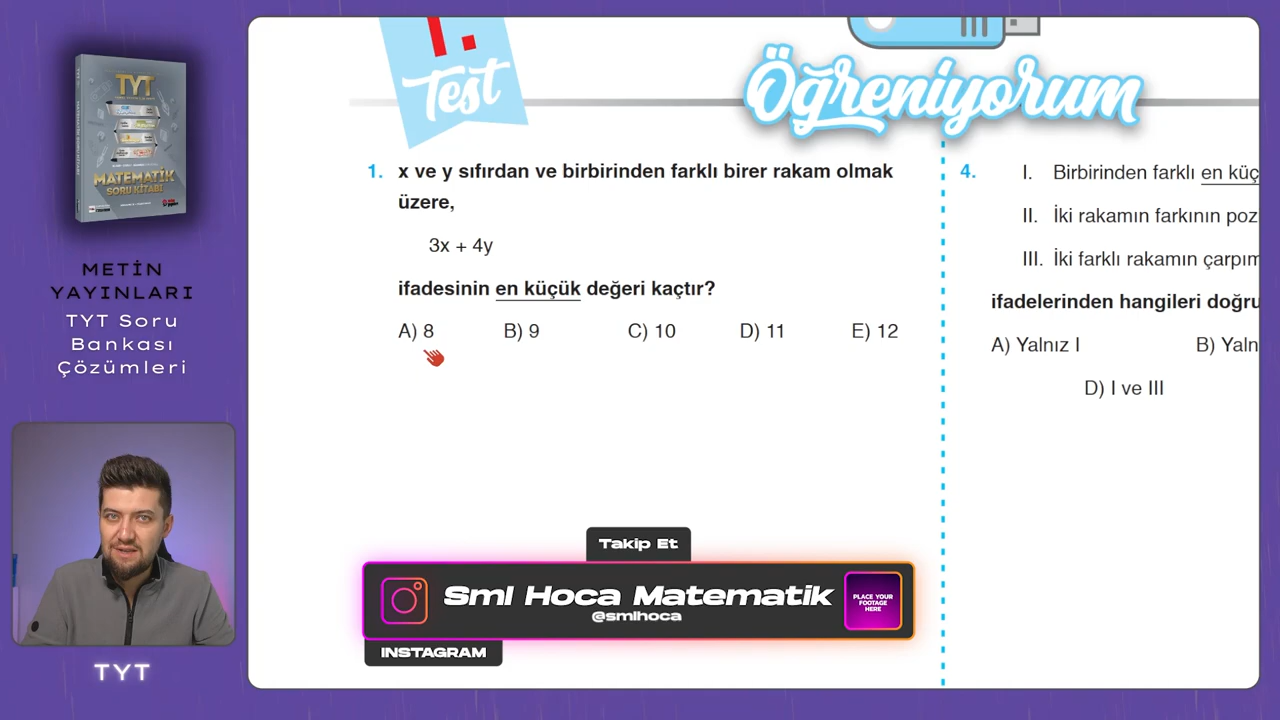 TYT
MATEMATİK
SORU KİTABI
METİN
YAYINLARI
TYT Soru
Bankası
Çözümleri
TYT
1.
Test
Öğreniyorum
1. x ve y sıfırdan ve birbirinden farklı birer rakam olmak
üzere,
3x + 4y
ifadesinin en küçük değeri kaçtır?
A) 8 B) 9 C) 10 D) 11 E) 12
4. I. Birbirinden farklı en küç
II. İki rakamın farkının poz
III. İki farklı rakamın çarpım
ifadelerinden hangileri doğru
A) Yalnız I B) Yaln
D) I ve III
Takip Et
Sml Hoca Matematik
@smlhoca
PLACE YOUR
FOOTAGE
HERE
INSTAGRAM